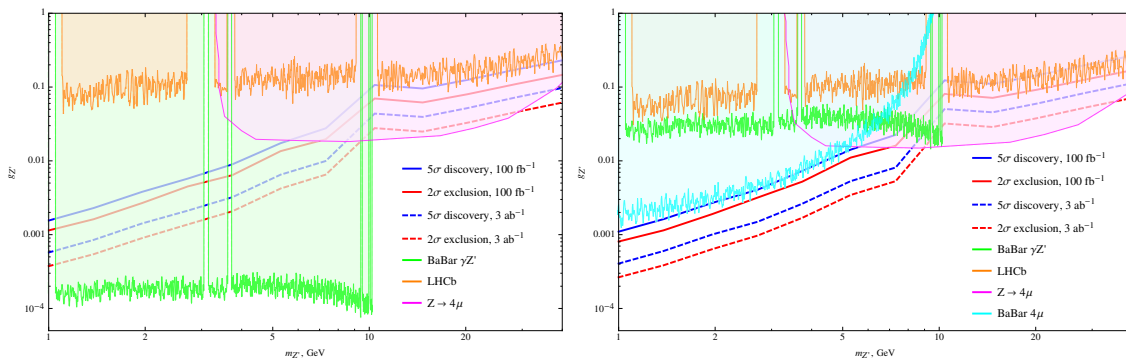 1
0.1
0.01
0.001
10⁻⁴
1
2
5
10
20
g_Z'
m_Z', GeV
5σ discovery, 100 fb⁻¹
2σ exclusion, 100 fb⁻¹
5σ discovery, 3 ab⁻¹
2σ exclusion, 3 ab⁻¹
BaBar γZ'
LHCb
Z → 4μ
1
0.1
0.01
0.001
10⁻⁴
1
2
5
10
20
g_Z'
m_Z', GeV
5σ discovery, 100 fb⁻¹
2σ exclusion, 100 fb⁻¹
5σ discovery, 3 ab⁻¹
2σ exclusion, 3 ab⁻¹
BaBar γZ'
LHCb
Z → 4μ
BaBar 4μ